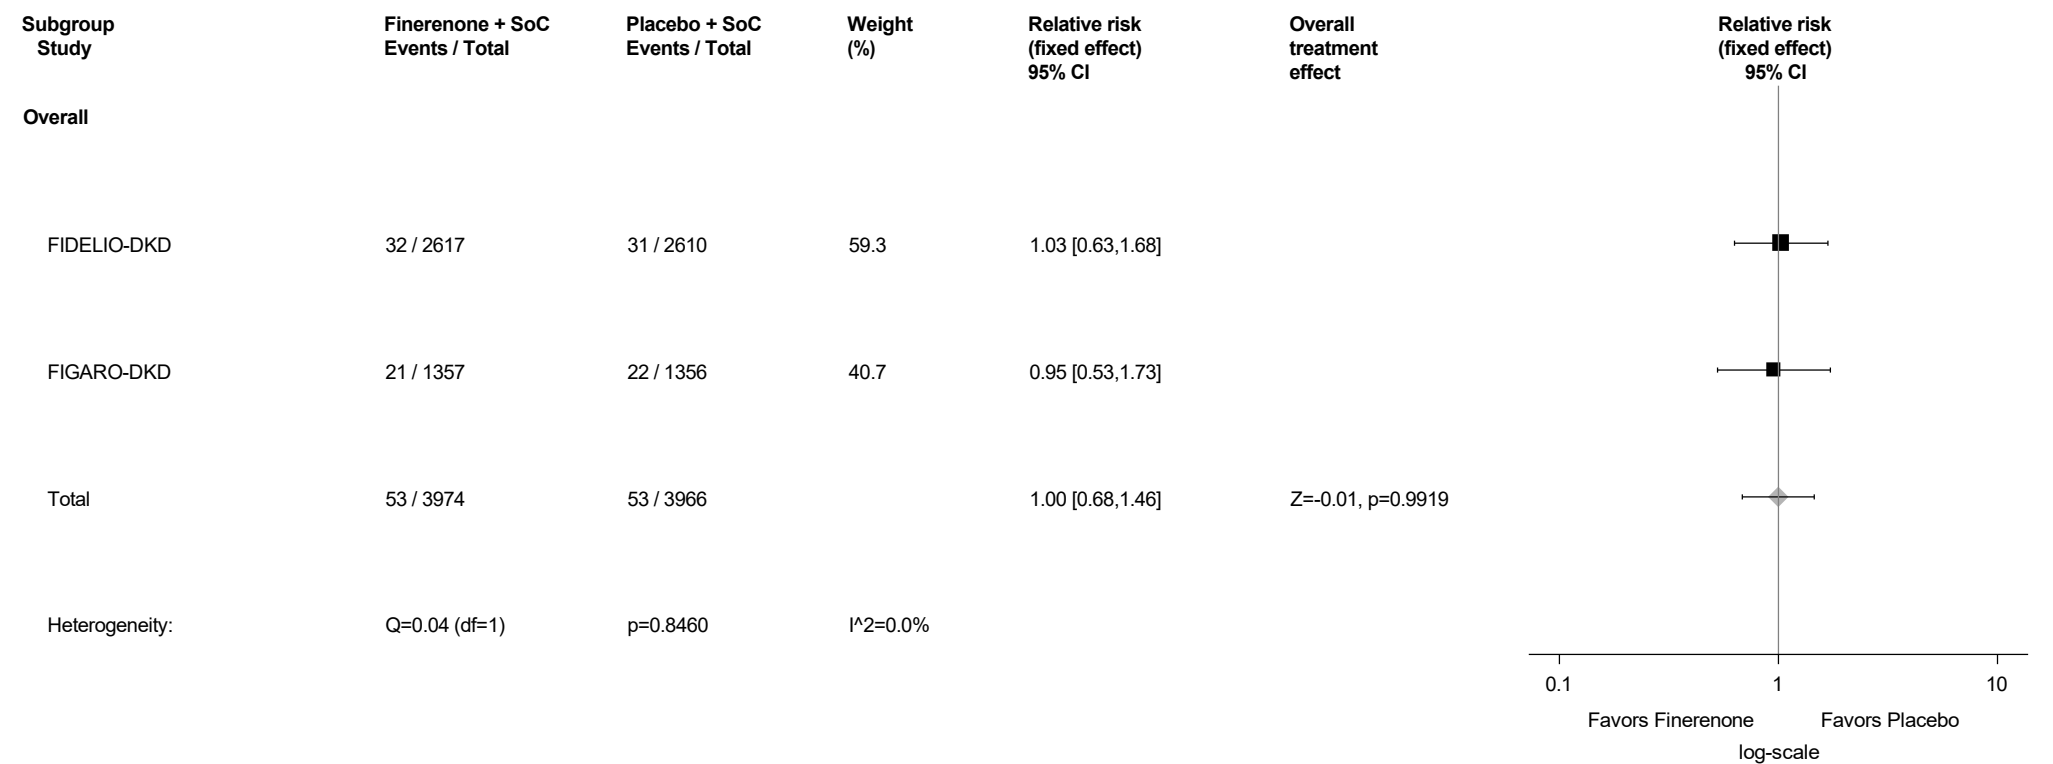 Subgroup Finerenone + SoC Placebo + SoC Weight Relative risk Overall Relative risk
Study Events / Total Events / Total (%) (fixed effect) treatment (fixed effect)
95% CI effect 95% CI
Overall
FIDELIO-DKD 32 / 2617 31 / 2610 59.3 1.03 [0.63,1.68]
FIGARO-DKD 21 / 1357 22 / 1356 40.7 0.95 [0.53,1.73]
Total 53 / 3974 53 / 3966 1.00 [0.68,1.46] Z=-0.01, p=0.9919
Heterogeneity: Q=0.04 (df=1) p=0.8460 I^2=0.0%
0.1 1 10
Favors Finerenone Favors Placebo
log-scale